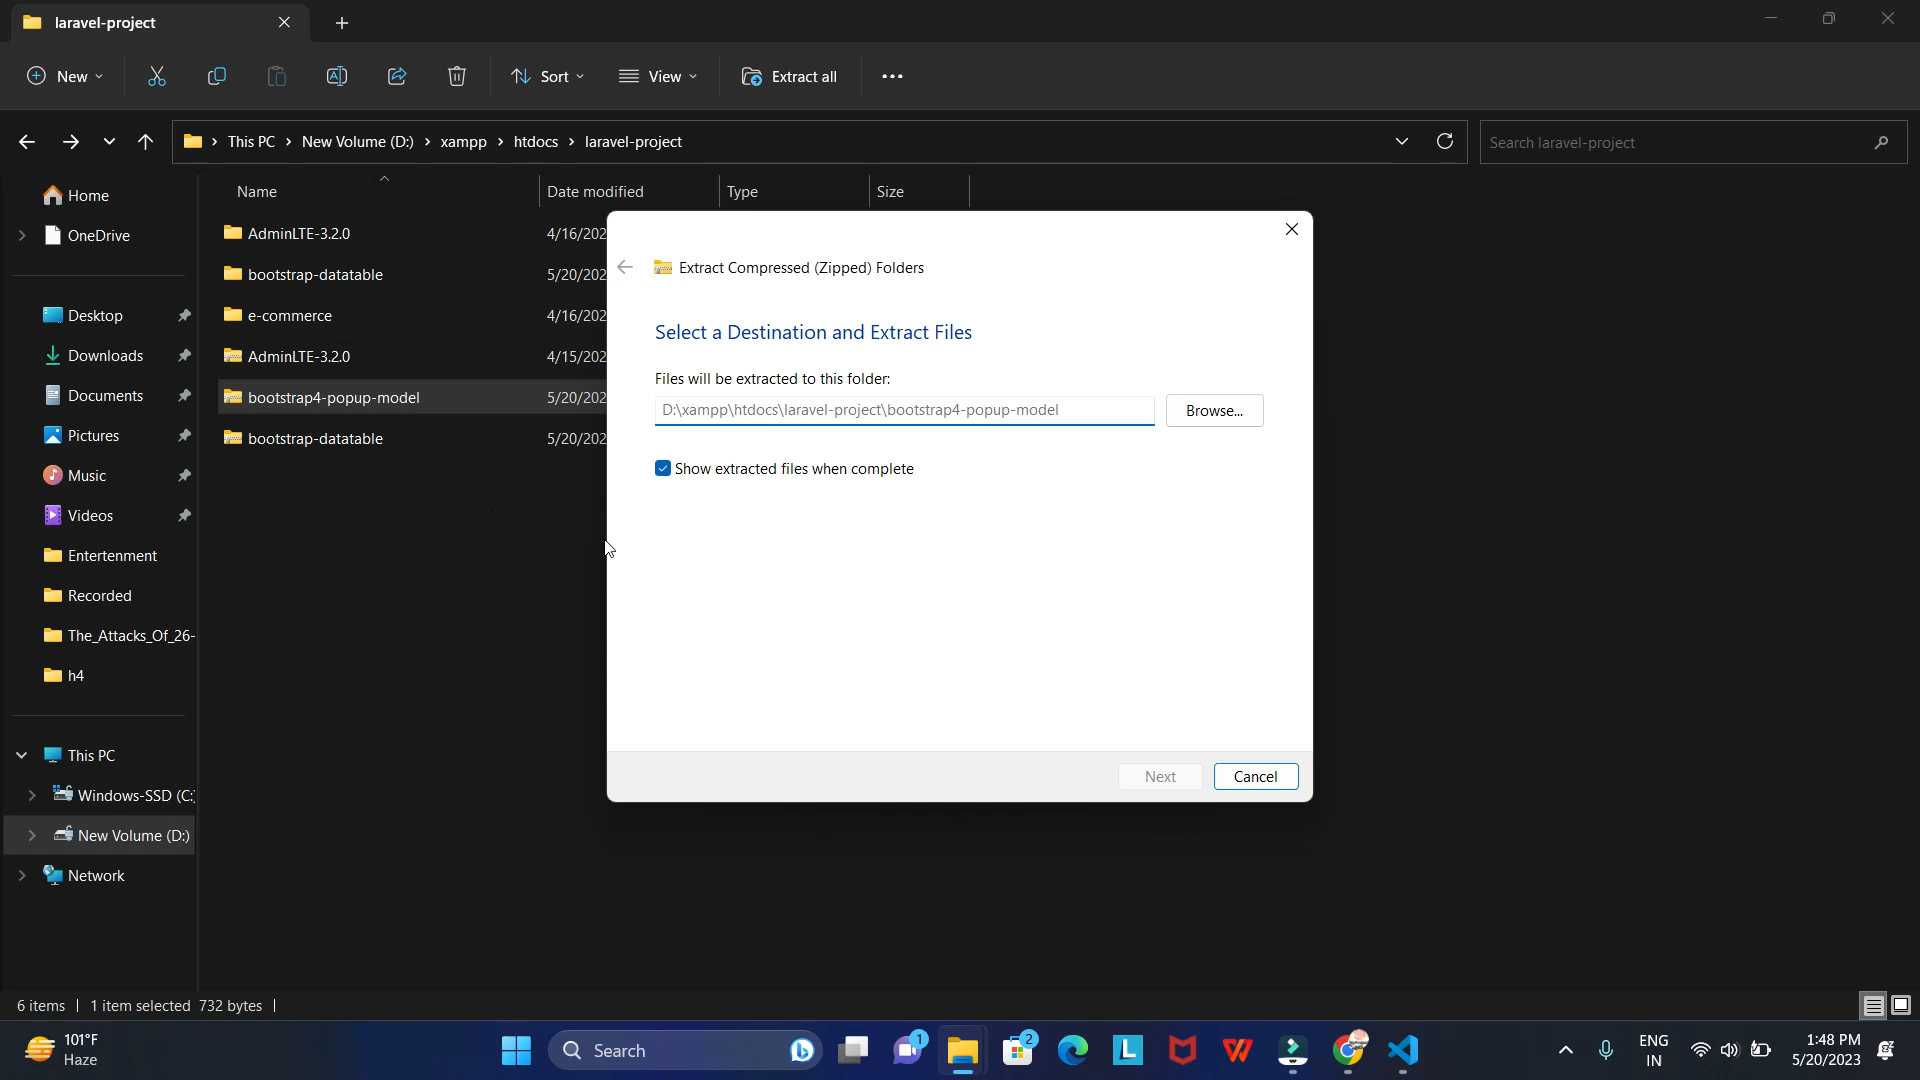 laravel-project
New
Sort
View
Extract all
This PC
New Volume (D:)
xampp
htdocs
laravel-project
Search laravel-project
Home
OneDrive
Desktop
Downloads
Documents
Pictures
Music
Videos
Entertenment
Recorded
The_Attacks_Of_26-
h4
This PC
Windows-SSD (C:)
New Volume (D:)
Network
Name
Date modified
Type
Size
AdminLTE-3.2.0
4/16/202
bootstrap-datatable
5/20/202
e-commerce
4/16/202
AdminLTE-3.2.0
4/15/202
bootstrap4-popup-model
5/20/202
bootstrap-datatable
5/20/202
Extract Compressed (Zipped) Folders
Select a Destination and Extract Files
Files will be extracted to this folder:
D:\xampp\htdocs\laravel-project\bootstrap4-popup-model
Browse...
Show extracted files when complete
Next
Cancel
6 items
1 item selected 732 bytes
101°F
Haze
Search
1
2
L
ENG
IN
1:48 PM
5/20/2023